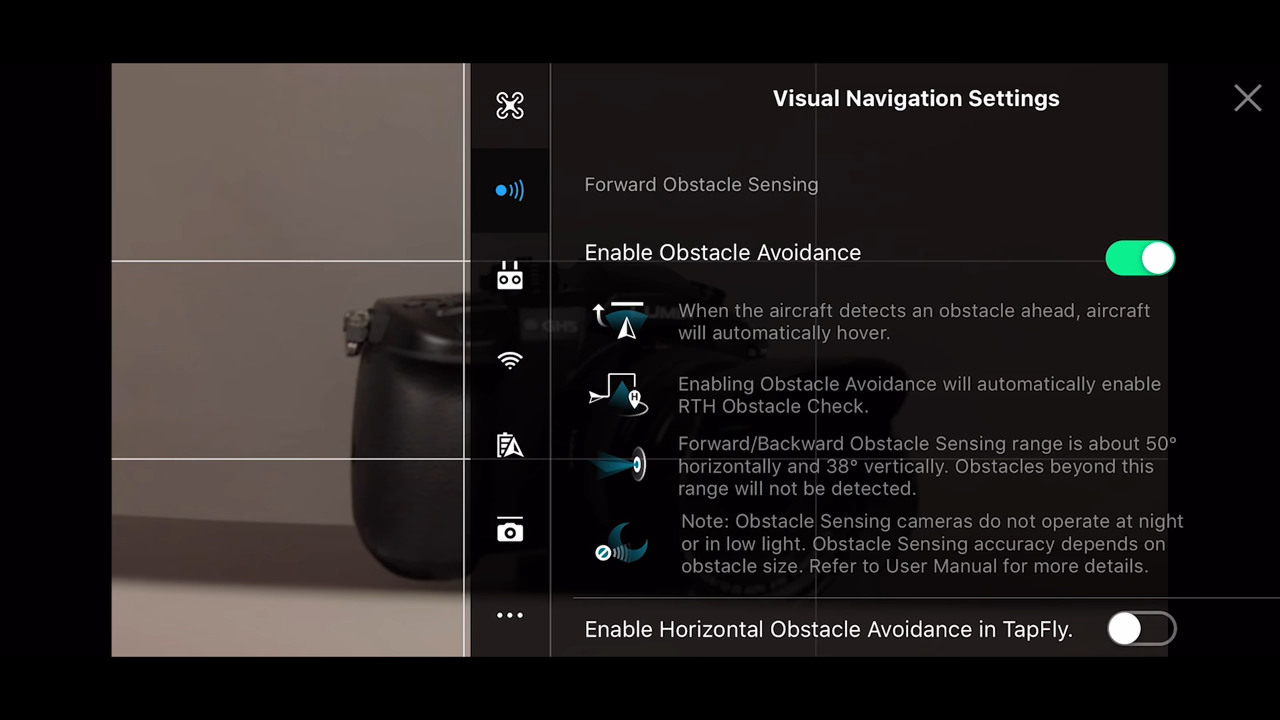 Visual Navigation Settings
Forward Obstacle Sensing
Enable Obstacle Avoidance
When the aircraft detects an obstacle ahead, aircraft
will automatically hover.
Enabling Obstacle Avoidance will automatically enable
RTH Obstacle Check.
H
Forward/Backward Obstacle Sensing range is about 50°
horizontally and 38° vertically. Obstacles beyond this
range will not be detected.
Note: Obstacle Sensing cameras do not operate at night
or in low light. Obstacle Sensing accuracy depends on
obstacle size. Refer to User Manual for more details.
Enable Horizontal Obstacle Avoidance in TapFly.
GH5